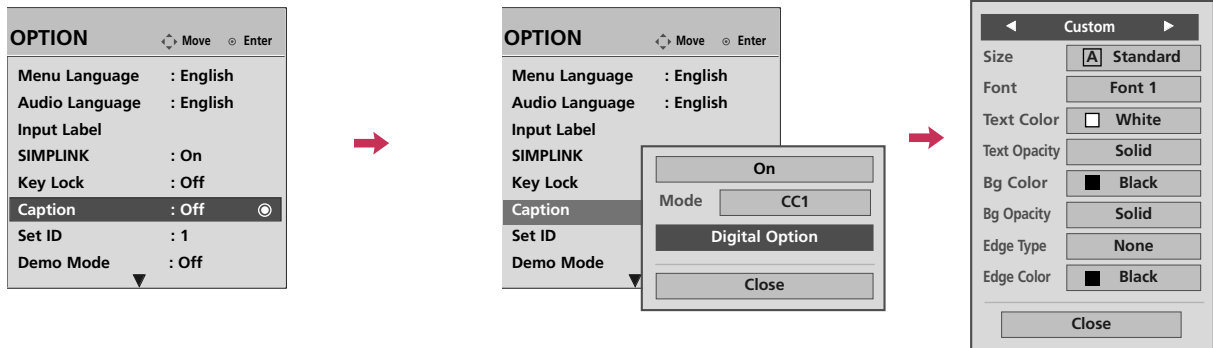 OPTION Move Enter
Menu Language : English
Audio Language : English
Input Label
SIMPLINK : On
Key Lock : Off
Caption : Off
Set ID : 1
Demo Mode : Off
OPTION Move Enter
Menu Language : English
Audio Language : English
Input Label
SIMPLINK
Key Lock
Caption
Set ID
Demo Mode
On
Mode CC1
Digital Option
Close
Custom
Size A Standard
Font Font 1
Text Color White
Text Opacity Solid
Bg Color Black
Bg Opacity Solid
Edge Type None
Edge Color Black
Close